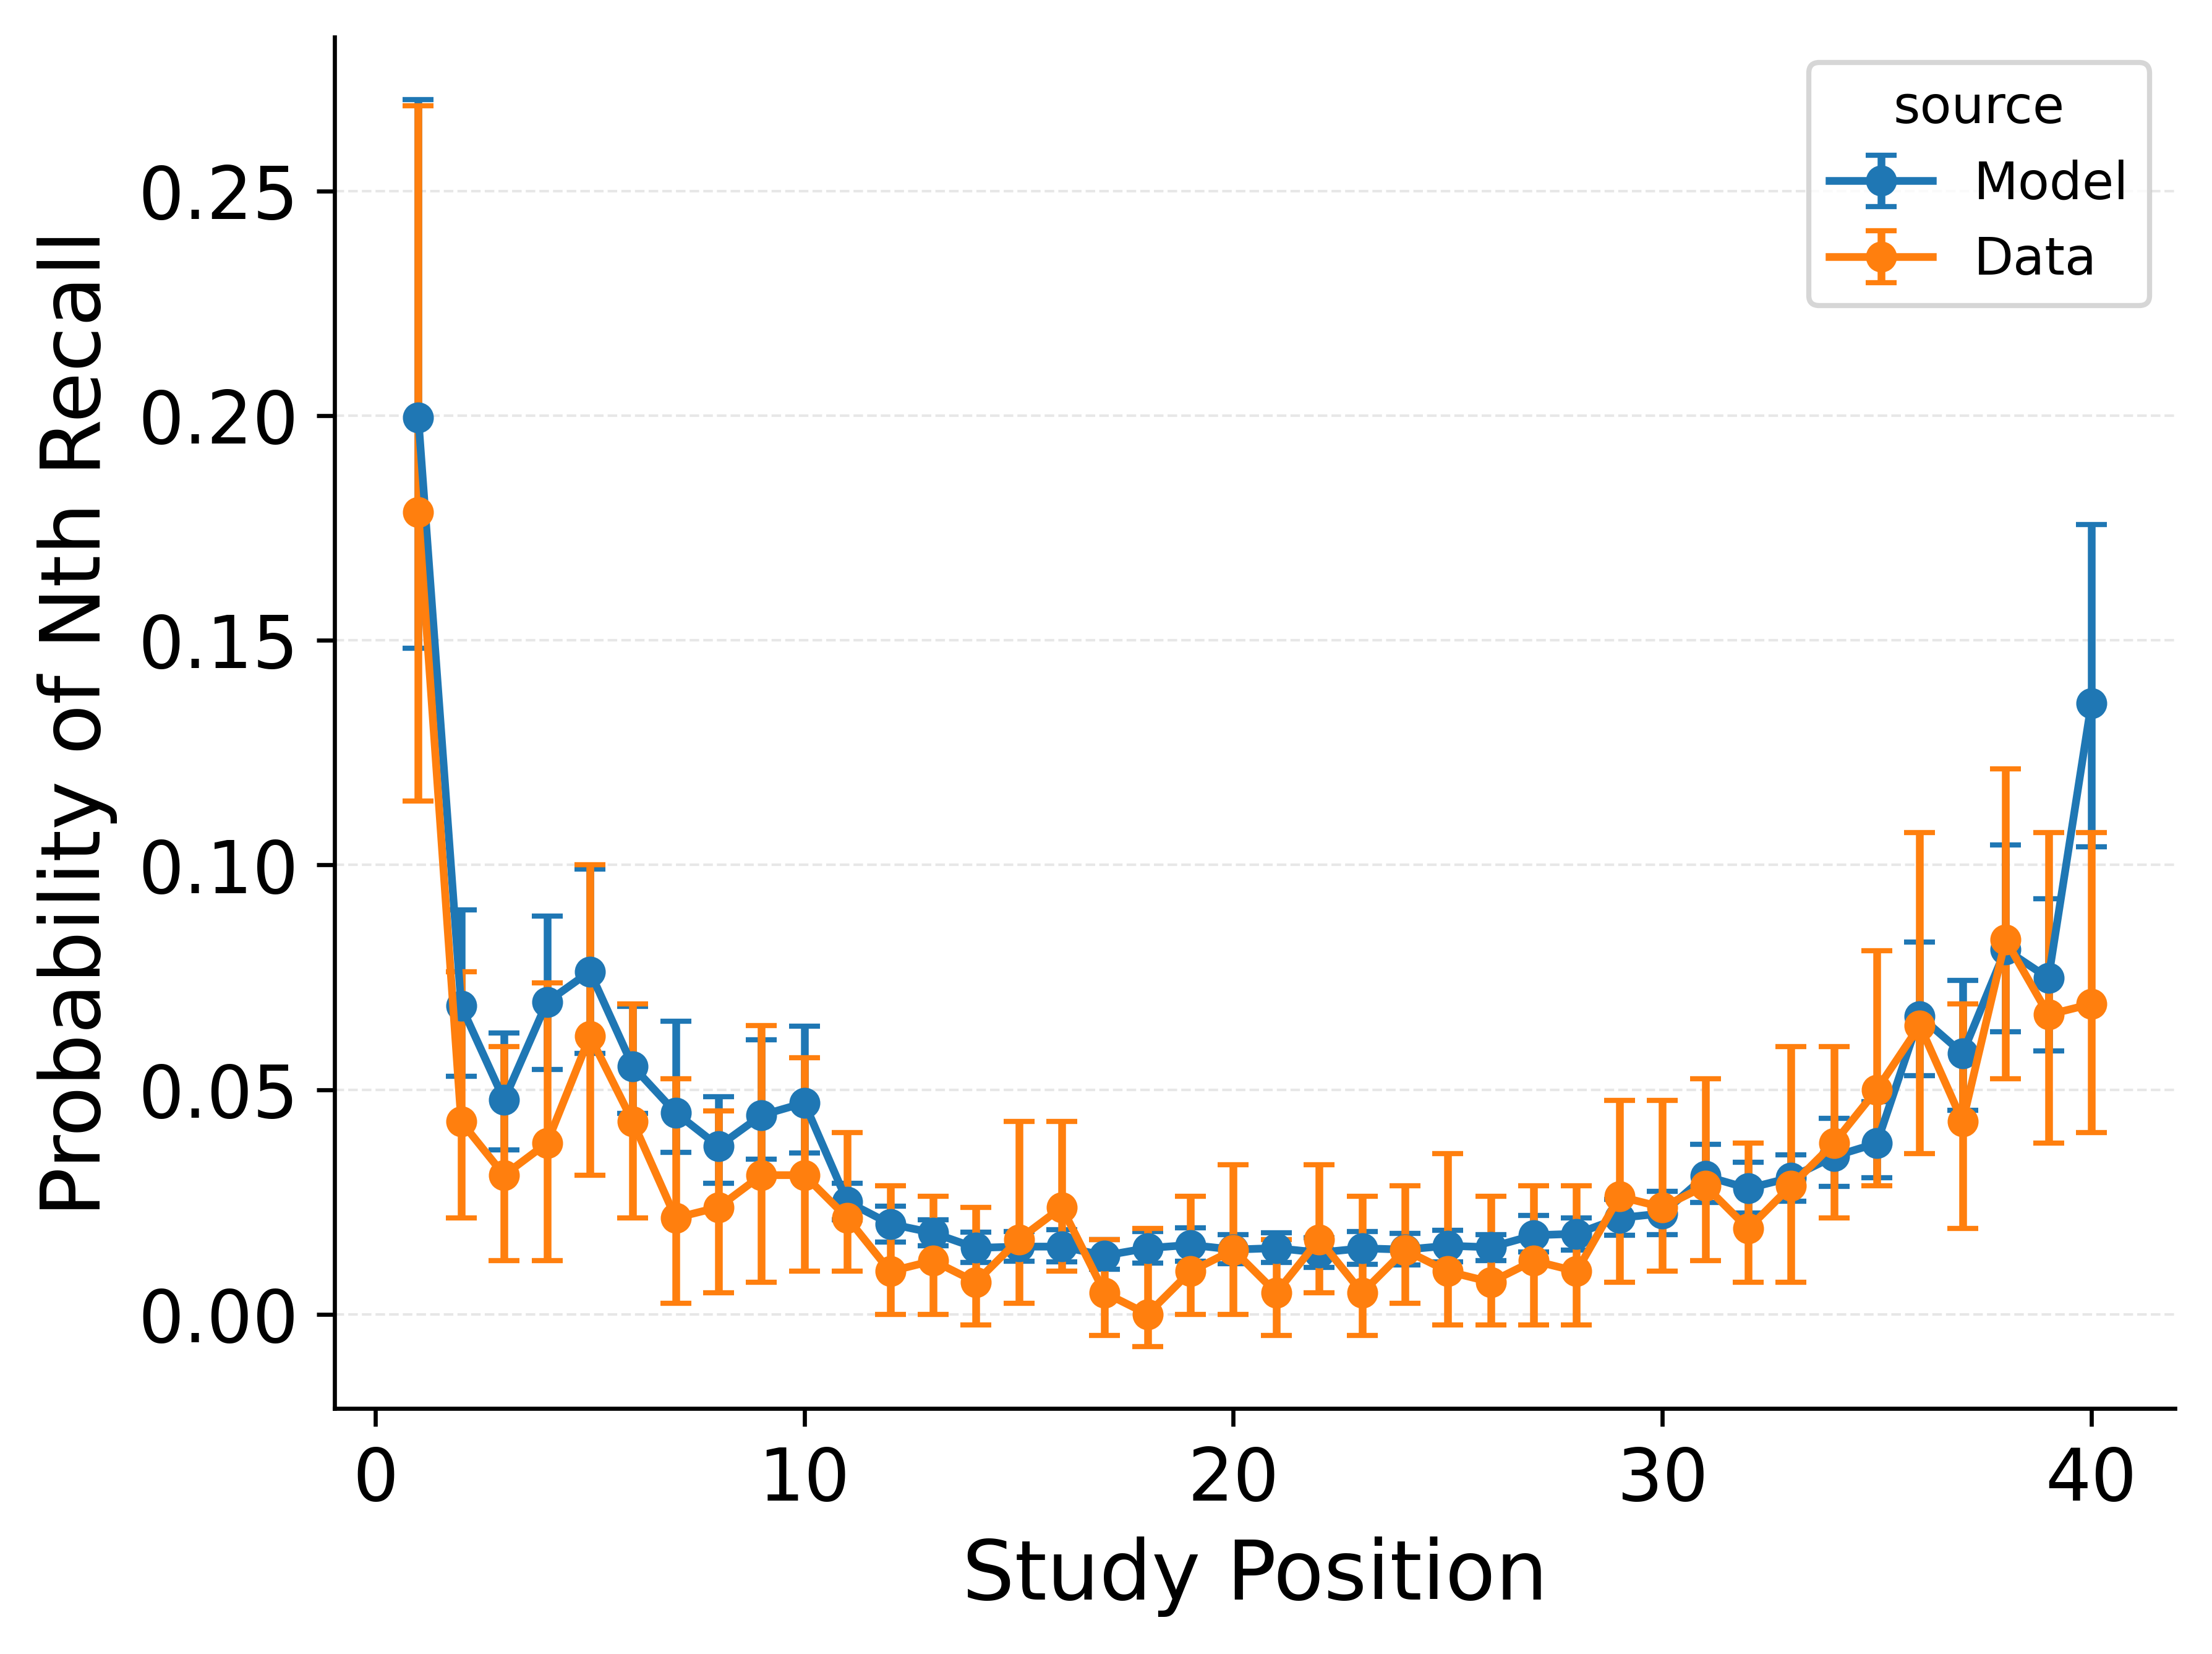 source
Model
Data
Probability of Nth Recall
0.25
0.20
0.15
0.10
0.05
0.00
0 10 20 30 40
Study Position